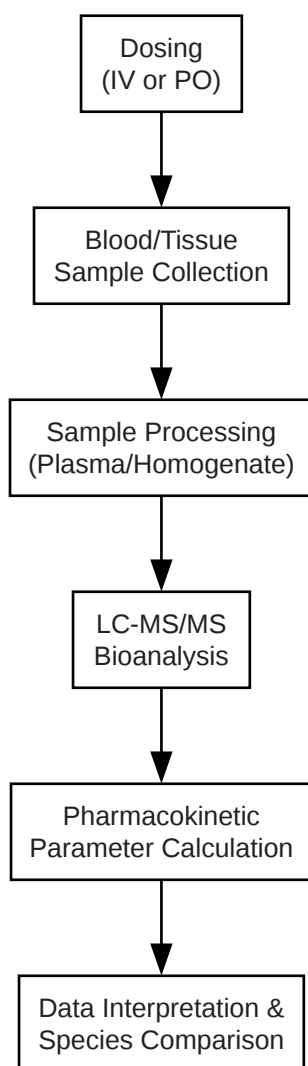 Dosing
(IV or PO)
Blood/Tissue
Sample Collection
Sample Processing
(Plasma/Homogenate)
LC-MS/MS
Bioanalysis
Pharmacokinetic
Parameter Calculation
Data Interpretation &
Species Comparison